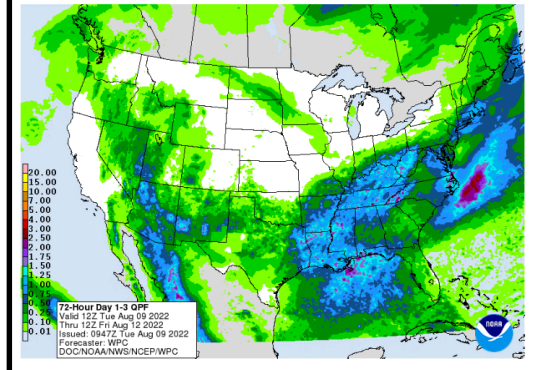 20.00
15.00
10.00
7.00
5.00
4.00
3.00
2.50
2.00
1.75
1.50
1.25
1.00
0.75
0.50
0.25
0.10
0.01
72-Hour Day 1-3 QPF
Valid 12Z Tue Aug 09 2022
Thru 12Z Fri Aug 12 2022
Issued: 0947Z Tue Aug 09 2022
Forecaster: WPC
DOC/NOAA/NWS/NCEP/WPC
NOAA